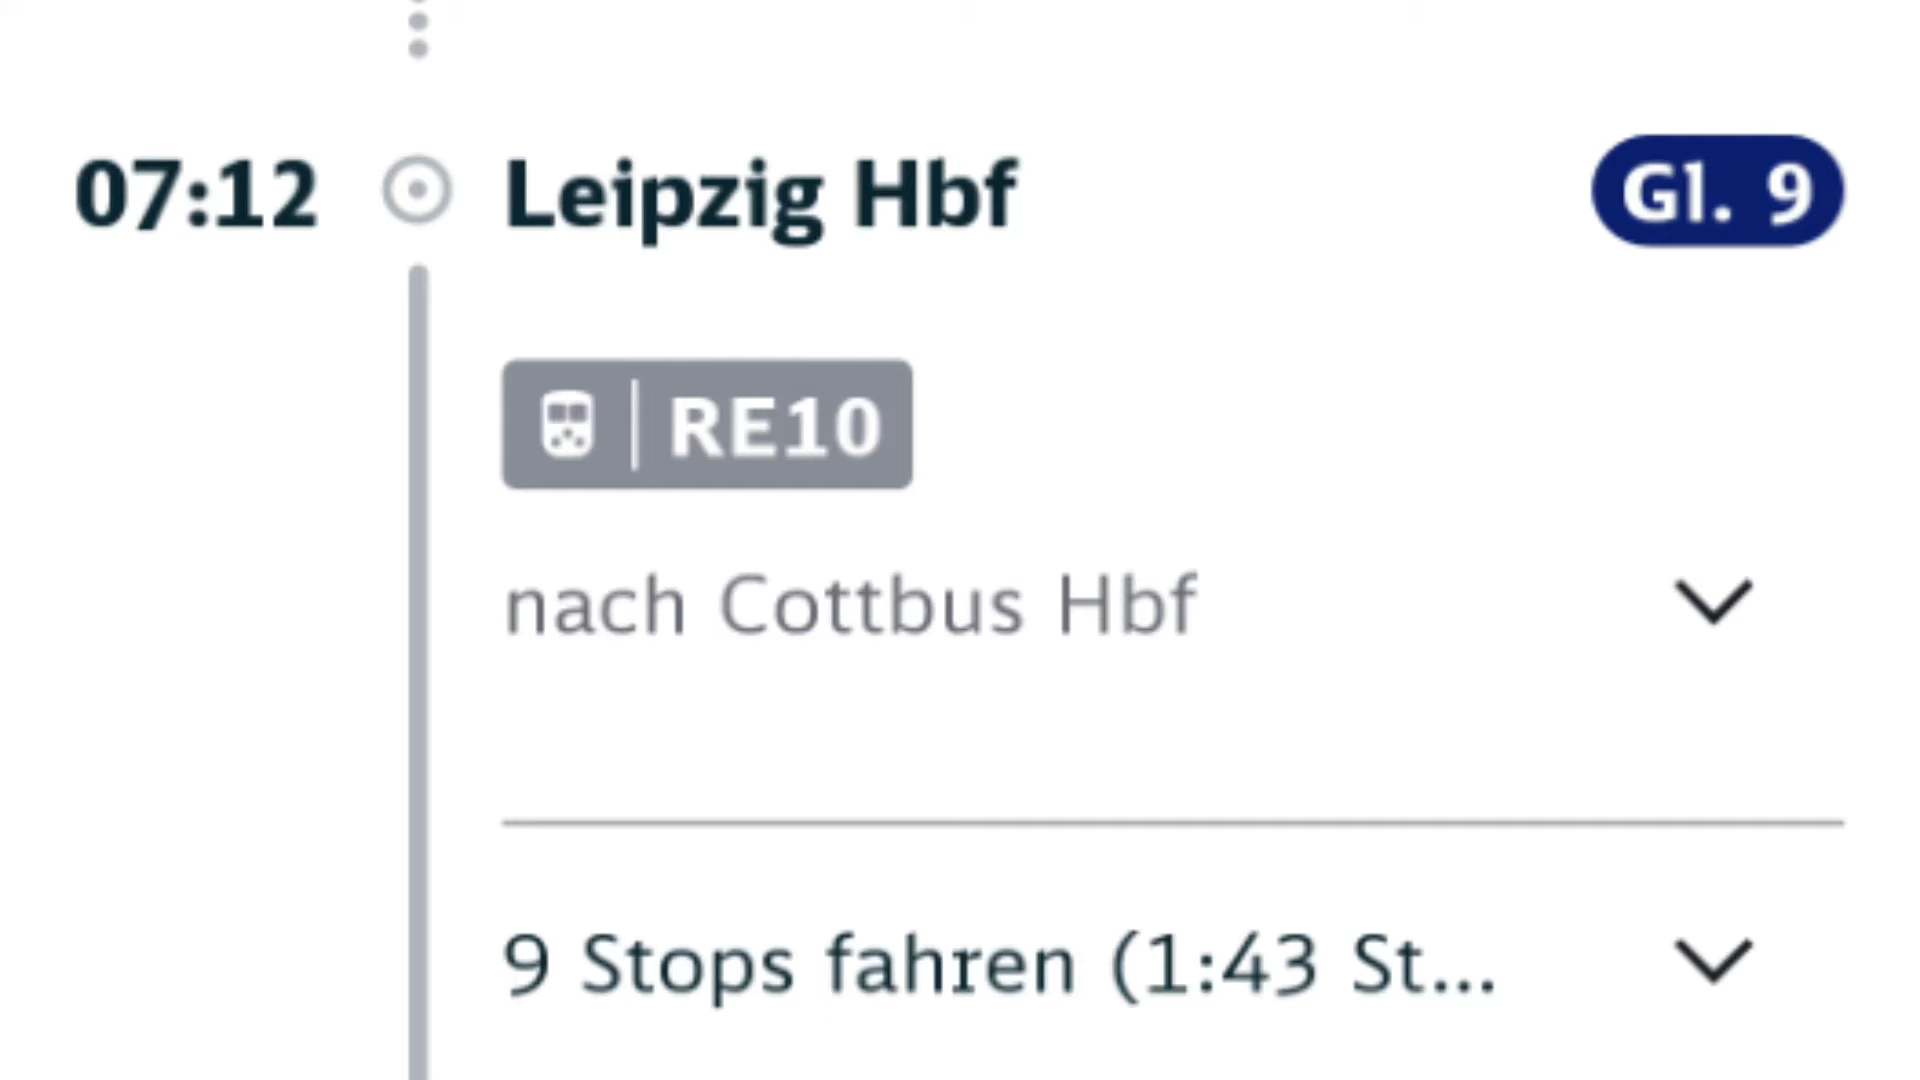 07:12 Leipzig Hbf Gl. 9
RE10
nach Cottbus Hbf
9 Stops fahren (1:43 St...